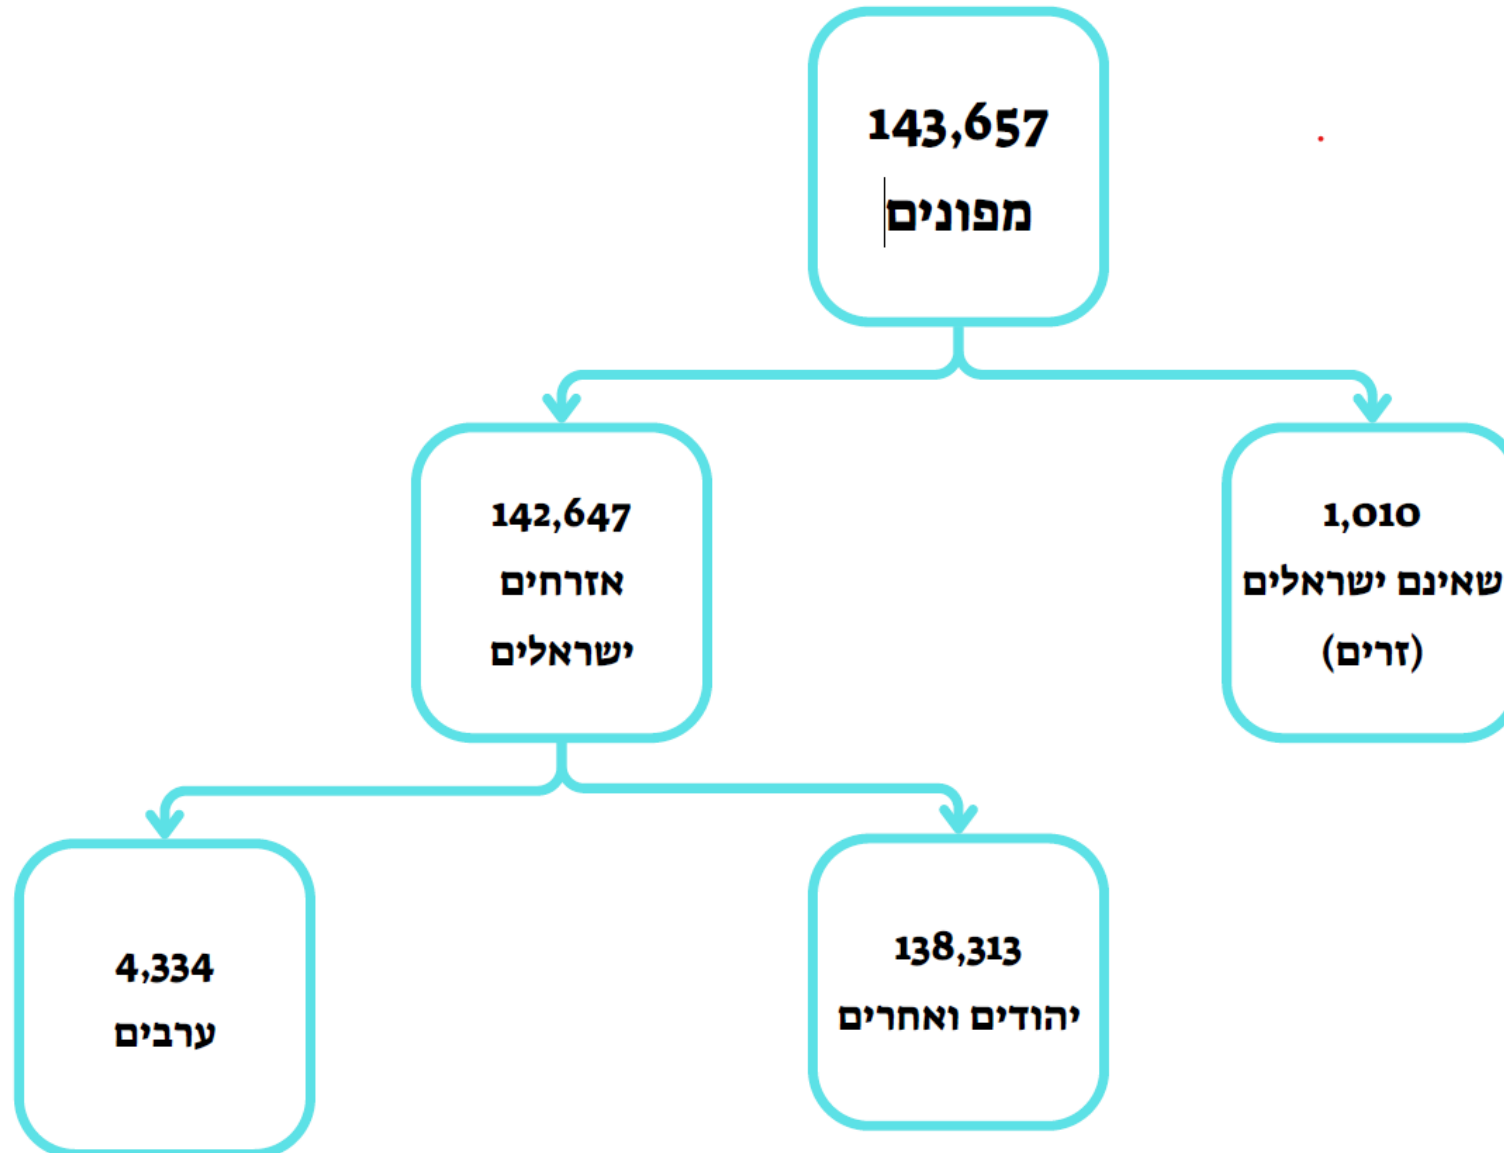 143,657
מפונים
142,647
אזרחים
ישראלים
1,010
שאינם ישראלים
(זרים)
4,334
ערבים
138,313
יהודים ואחרים